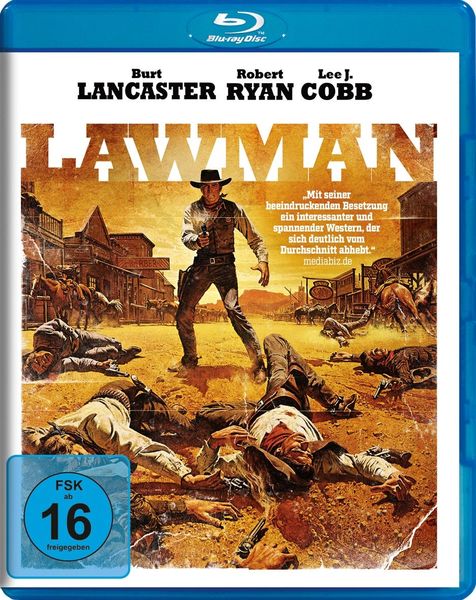 Blu-ray Disc™
Burt Robert Lee J.
LANCASTER RYAN COBB
LAWMAN
„Mit seiner
beeindruckenden Besetzung
ein interessanter und
spannender Western, der
sich deutlich vom
Durchschnitt abhebt.“
mediabiz.de
FSK
ab
16
freigegeben